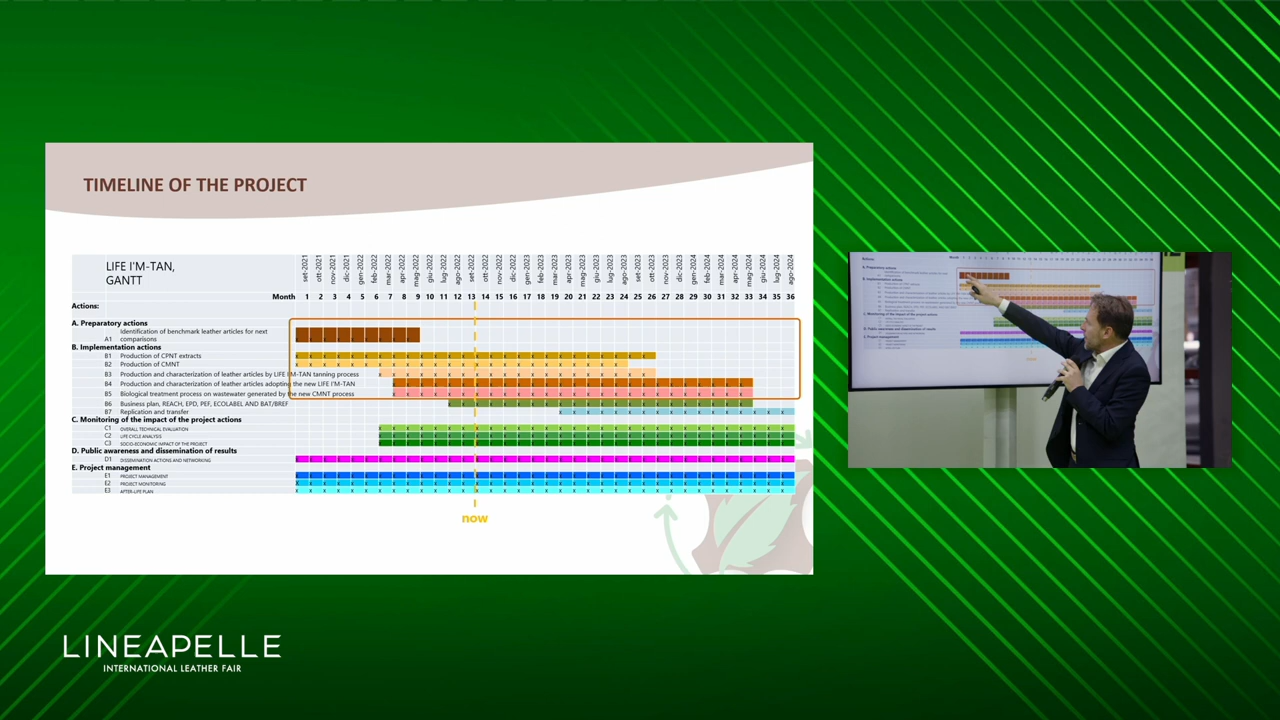 TIMELINE OF THE PROJECT
LIFE I'M-TAN,
GANTT
set-2021 ott-2021 nov-2021 dic-2021 gen-2022 feb-2022 mar-2022 apr-2022 mag-2022 giu-2022 lug-2022 ago-2022 set-2022 ott-2022 nov-2022 dic-2022 gen-2023 feb-2023 mar-2023 apr-2023 mag-2023 giu-2023 lug-2023 ago-2023 set-2023 ott-2023 nov-2023 dic-2023 gen-2024 feb-2024 mar-2024 apr-2024 mag-2024 giu-2024 lug-2024 ago-2024
Month 1 2 3 4 5 6 7 8 9 10 11 12 13 14 15 16 17 18 19 20 21 22 23 24 25 26 27 28 29 30 31 32 33 34 35 36
Actions:
A. Preparatory actions
A1 Identification of benchmark leather articles for next
comparisons
B. Implementation actions
B1 Production of CPNT extracts
B2 Production of CMNT
B3 Production and characterization of leather articles by LIFE I'M-TAN tanning process
B4 Production and characterization of leather articles adopting the new LIFE I'M-TAN
B5 Biological treatment process on wastewater generated by the new CMNT process
B6 Business plan, REACH, EPD, PEF, ECOLABEL AND BAT/BREF
B7 Replication and transfer
C. Monitoring of the impact of the project actions
C1 OVERALL TECHNICAL EVALUATION
C2 LIFE CYCLE ANALYSIS
C3 SOCIO-ECONOMIC IMPACT OF THE PROJECT
D. Public awareness and dissemination of results
D1 DISSEMINATION ACTIONS AND NETWORKING
E. Project management
E1 PROJECT MANAGEMENT
E2 PROJECT MONITORING
E3 AFTER-LIFE PLAN
now
LINEAPELLE
INTERNATIONAL LEATHER FAIR